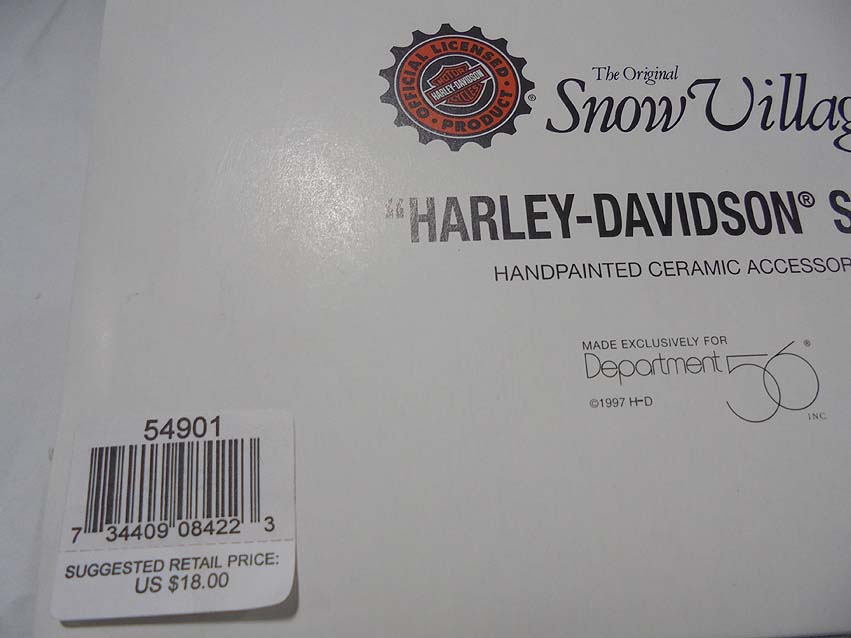 OFFICIAL LICENSED PRODUCT
MOTOR
HARLEY-DAVIDSON
CYCLES
®
The Original
Snow Villag
"HARLEY-DAVIDSON® S
HANDPAINTED CERAMIC ACCESSOR
MADE EXCLUSIVELY FOR
Department 56 ®
INC.
©1997 H-D
54901
7 34409 08422 3
SUGGESTED RETAIL PRICE:
US $18.00